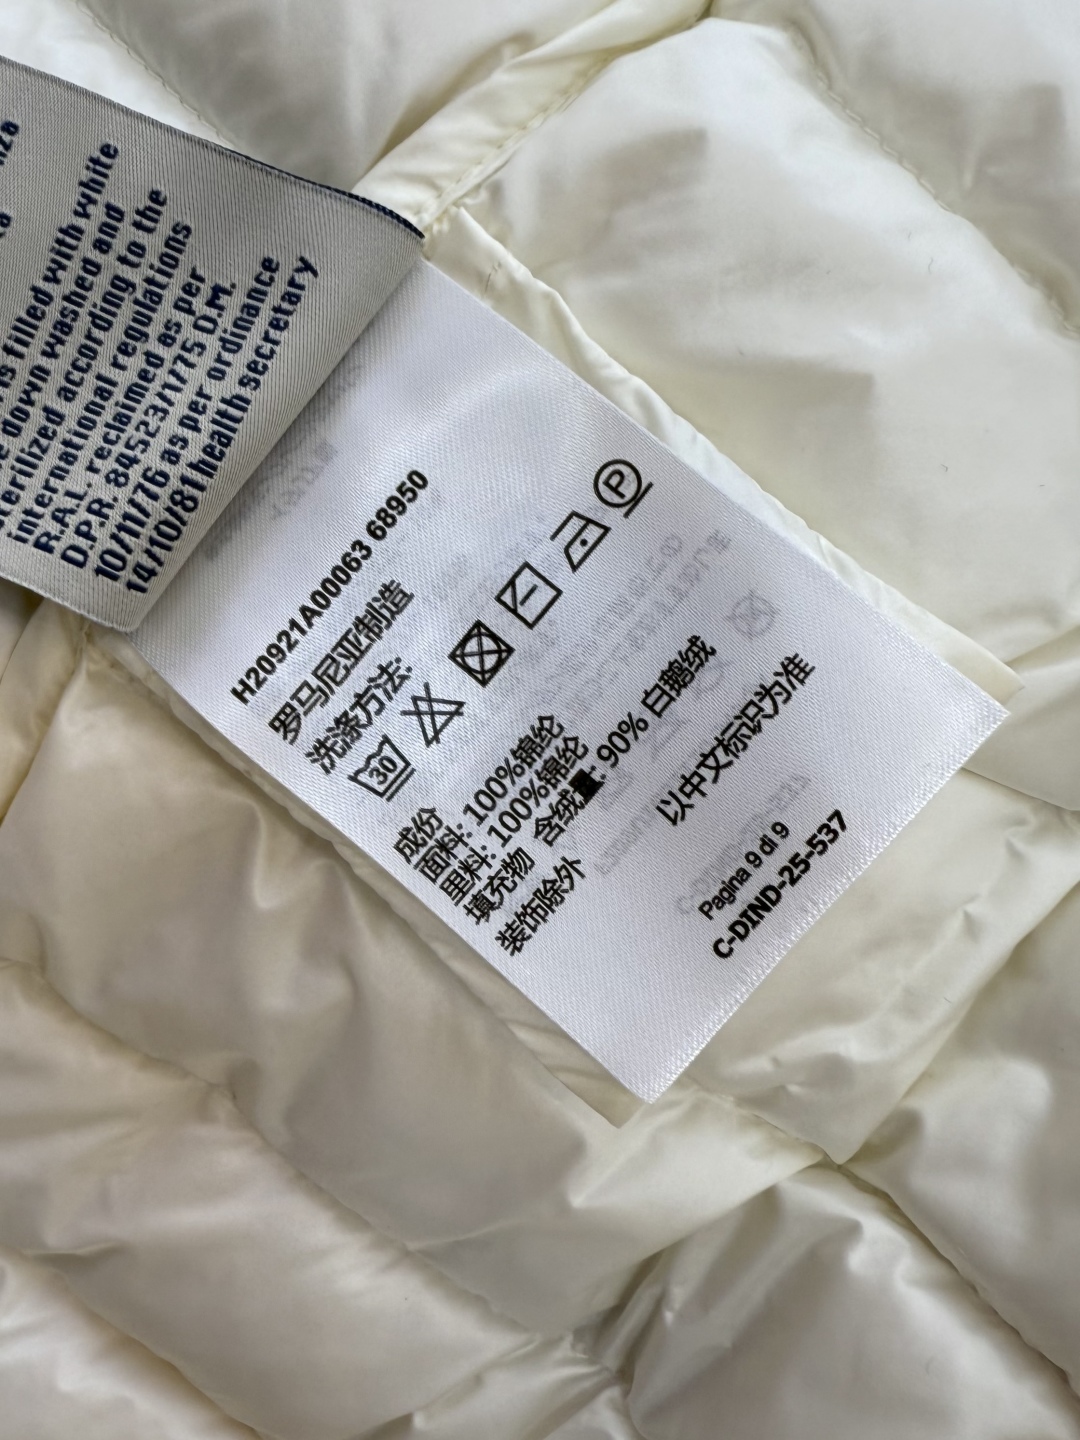 is filled with white
down washed and
sterilized according to the
international regulations
R.A.L. reclaimed as per
D.P.R. 84523/1/75 D.M.
10/11/76 as per ordinance
14/10/81 health secretary
H20921A00063 68950
罗马尼亚制造
洗涤方法:
30
P
成份
面料: 100%锦纶
里料: 100%锦纶
填充物 含绒量: 90% 白鹅绒
装饰除外
以中文标识为准
Pagina 9 di 9
C-DIND-25-537